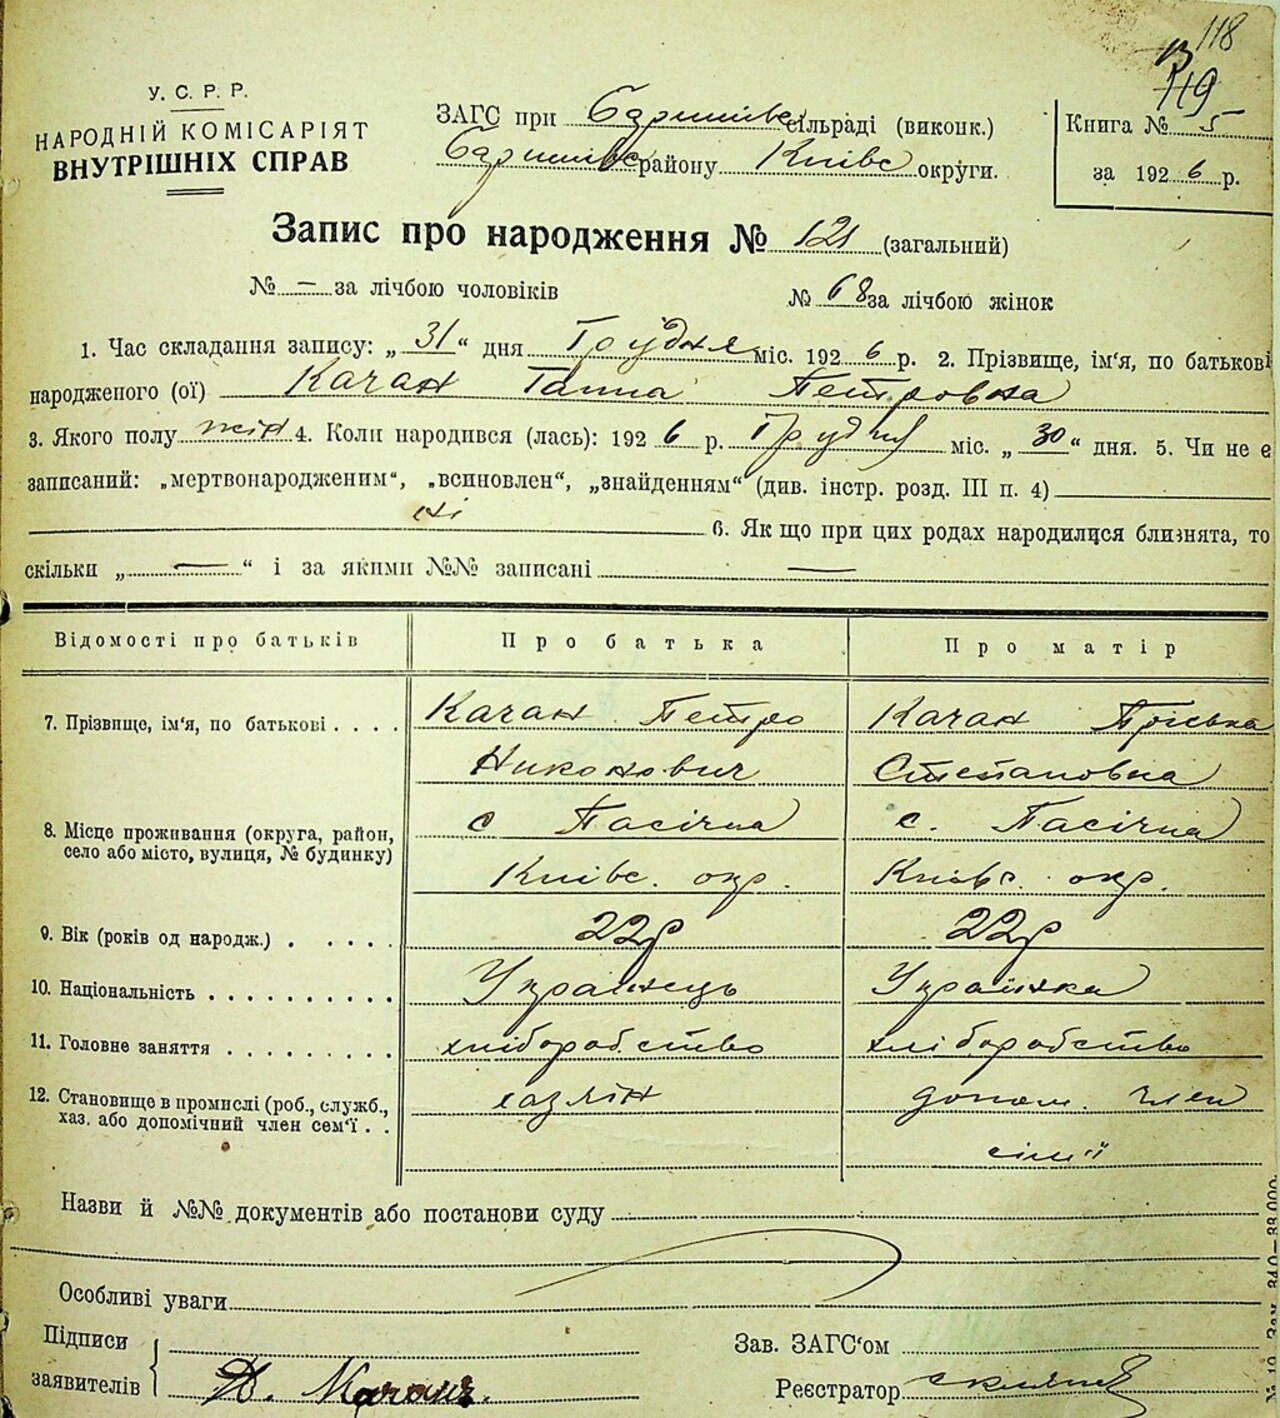 118
119
У. С. Р. Р.
НАРОДНІЙ КОМІСАРІЯТ
ВНУТРІШНІХ СПРАВ
ЗАГС при Баришівс сільраді (виконк.)
Баришівс району Київс округи.
Книга № 5
за 1926 р.
Запис про народження № 121 (загальний)
№ — за лічбою чоловіків
№ 68 за лічбою жінок
1. Час складання запису: „31“ дня Грудня міс. 1926 р. 2. Прізвище, ім'я, по батькові
народженого (ої) Качан Ганна Петровна
3. Якого полу жін 4. Коли народився (лась): 1926 р. Грудня міс. „30“ дня. 5. Чи не є
записаний: „мертвонародженим“, „всиновлен“, „знайденням“ (див. інстр. розд. III п. 4)
ні 6. Як що при цих родах народилися близнята, то
скільки „—“ і за якими №№ записані —
Відомості про батьків Про батька Про матір
7. Прізвище, ім'я, по батькові . . . . Качан Петро Качан Пріська
Никонович Степановна
8. Місце проживання (округа, район,
село або місто, вулиця, № будинку)
с Пасічна с. Пасічна
Київс. окр. Київс. окр.
9. Вік (років од народж.) . . . . . 22р 22р
10. Національність . . . . . . . . . . Українець Українка
11. Головне заняття . . . . . . . . . хліборобство хліборобство
12. Становище в промислі (роб., служб.,
хаз. або допомічний член сем'ї . .
хазяїн допом. член
сімії
Назви й №№ документів або постанови суду
Особливі уваги
Підписи
заявителів
Зав. ЗАГС'ом
Реєстратор